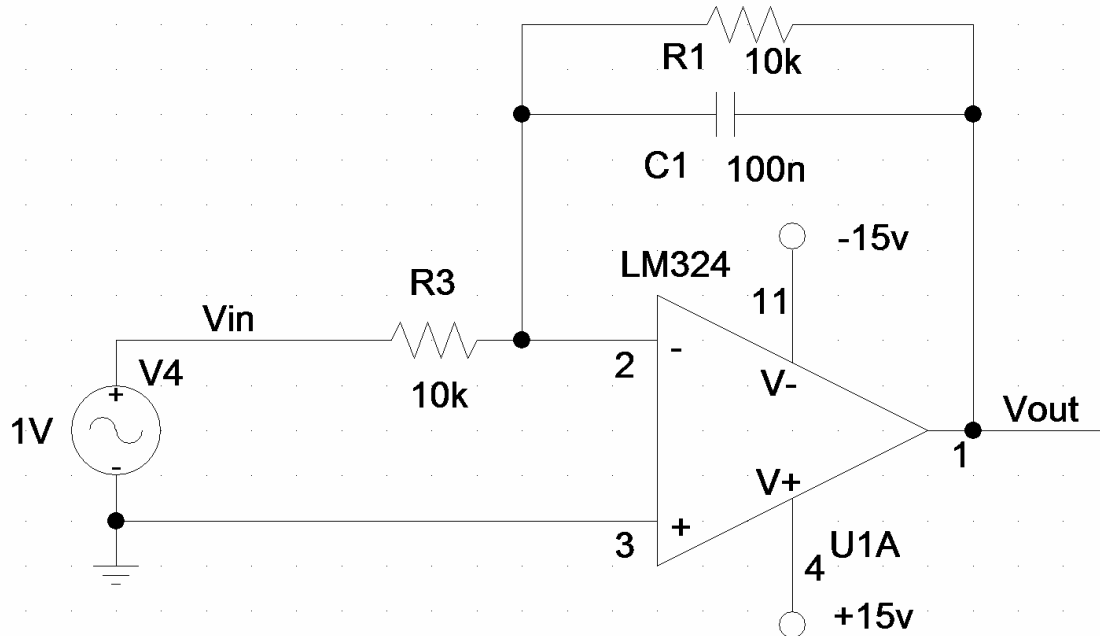 R1 10k
C1 100n
-15v
LM324
R3
11
Vin
-
2
V4
10k
V-
+
1V
Vout
-
1
V+
+
3
U1A
4
+15v